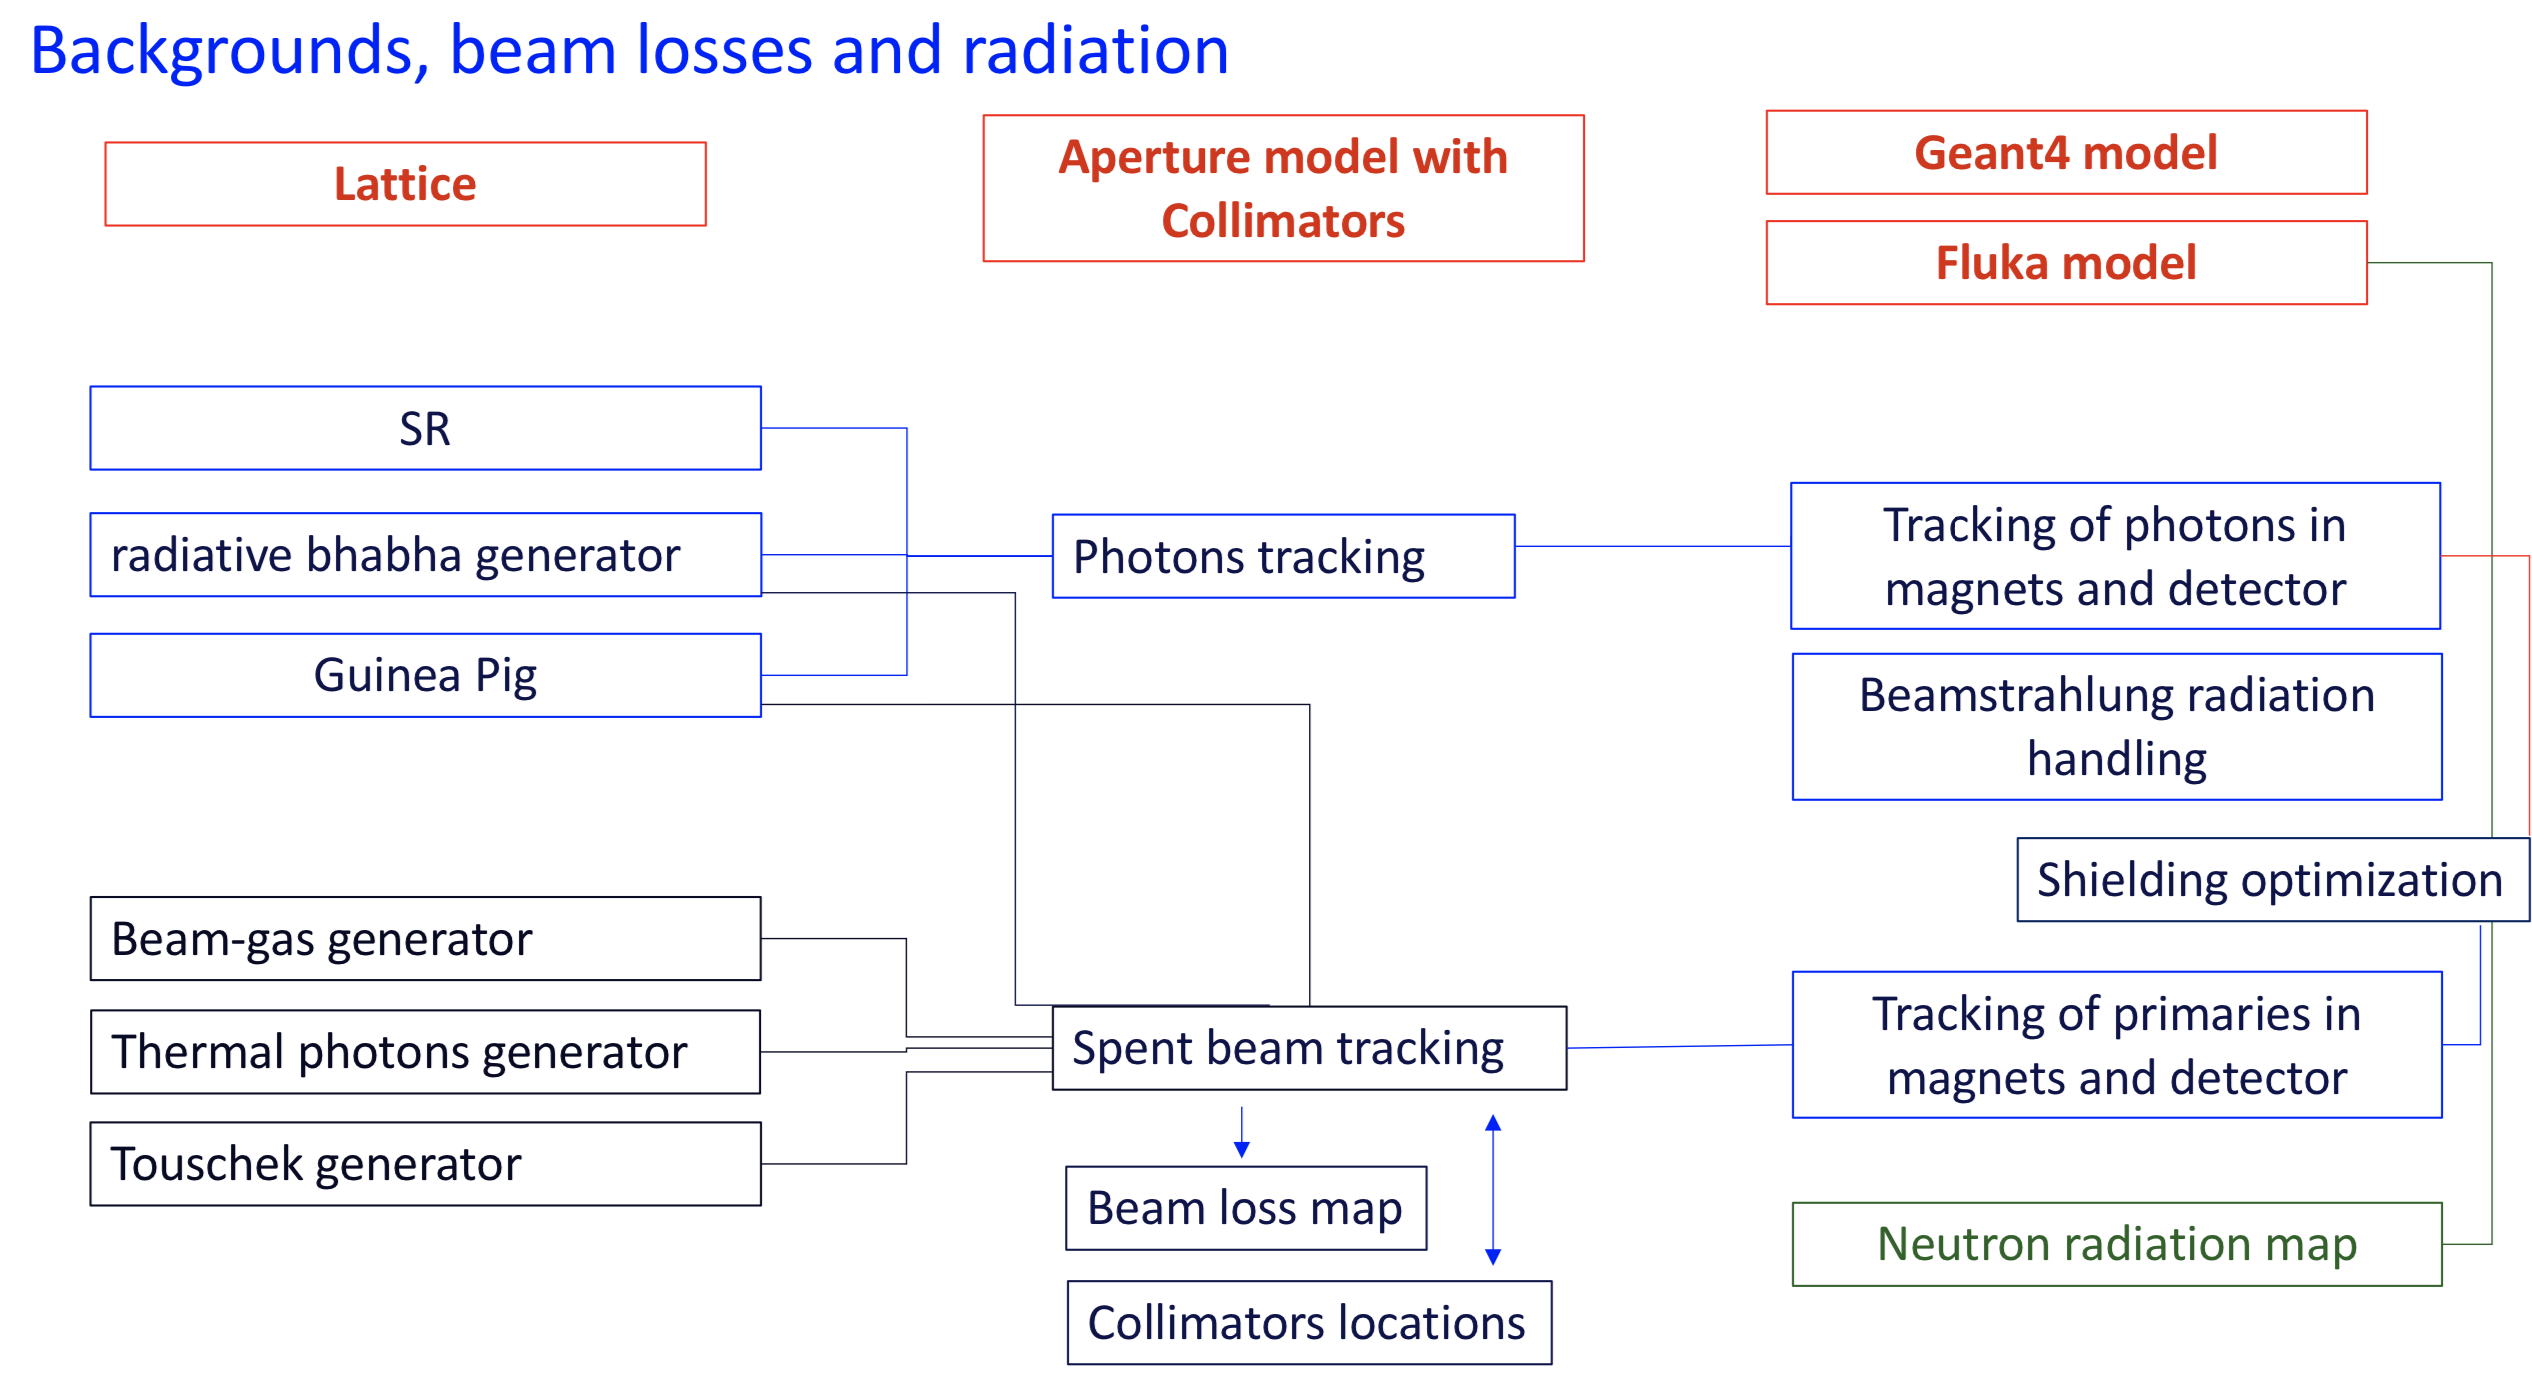 Backgrounds, beam losses and radiation
Lattice
Aperture model with
Collimators
Geant4 model
Fluka model
SR
radiative bhabha generator
Guinea Pig
Photons tracking
Tracking of photons in
magnets and detector
Beamstrahlung radiation
handling
Shielding optimization
Beam-gas generator
Thermal photons generator
Touschek generator
Spent beam tracking
Beam loss map
Collimators locations
Tracking of primaries in
magnets and detector
Neutron radiation map